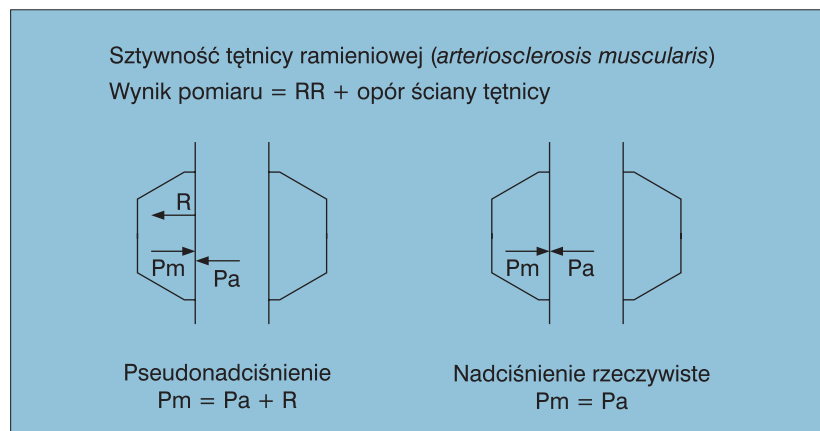 Sztywność tętnicy ramieniowej (arteriosclerosis muscularis)
Wynik pomiaru = RR + opór ściany tętnicy
R
Pm
Pa
Pseudonadciśnienie
Pm = Pa + R
Pm
Pa
Nadciśnienie rzeczywiste
Pm = Pa